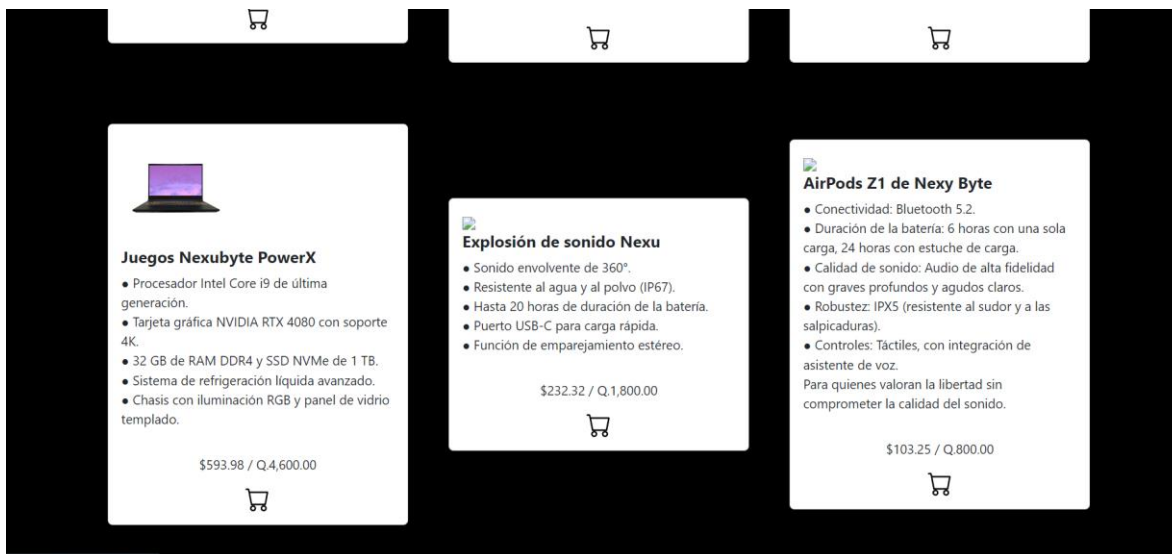 Juegos Nexubyte PowerX
● Procesador Intel Core i9 de última
generación.
● Tarjeta gráfica NVIDIA RTX 4080 con soporte
4K.
● 32 GB de RAM DDR4 y SSD NVMe de 1 TB.
● Sistema de refrigeración líquida avanzado.
● Chasis con iluminación RGB y panel de vidrio
templado.
$593.98 / Q.4,600.00
Explosión de sonido Nexu
● Sonido envolvente de 360°.
● Resistente al agua y al polvo (IP67).
● Hasta 20 horas de duración de la batería.
● Puerto USB-C para carga rápida.
● Función de emparejamiento estéreo.
$232.32 / Q.1,800.00
AirPods Z1 de Nexy Byte
● Conectividad: Bluetooth 5.2.
● Duración de la batería: 6 horas con una sola
carga, 24 horas con estuche de carga.
● Calidad de sonido: Audio de alta fidelidad
con graves profundos y agudos claros.
● Robustez: IPX5 (resistente al sudor y a las
salpicaduras).
● Controles: Táctiles, con integración de
asistente de voz.
Para quienes valoran la libertad sin
comprometer la calidad del sonido.
$103.25 / Q.800.00